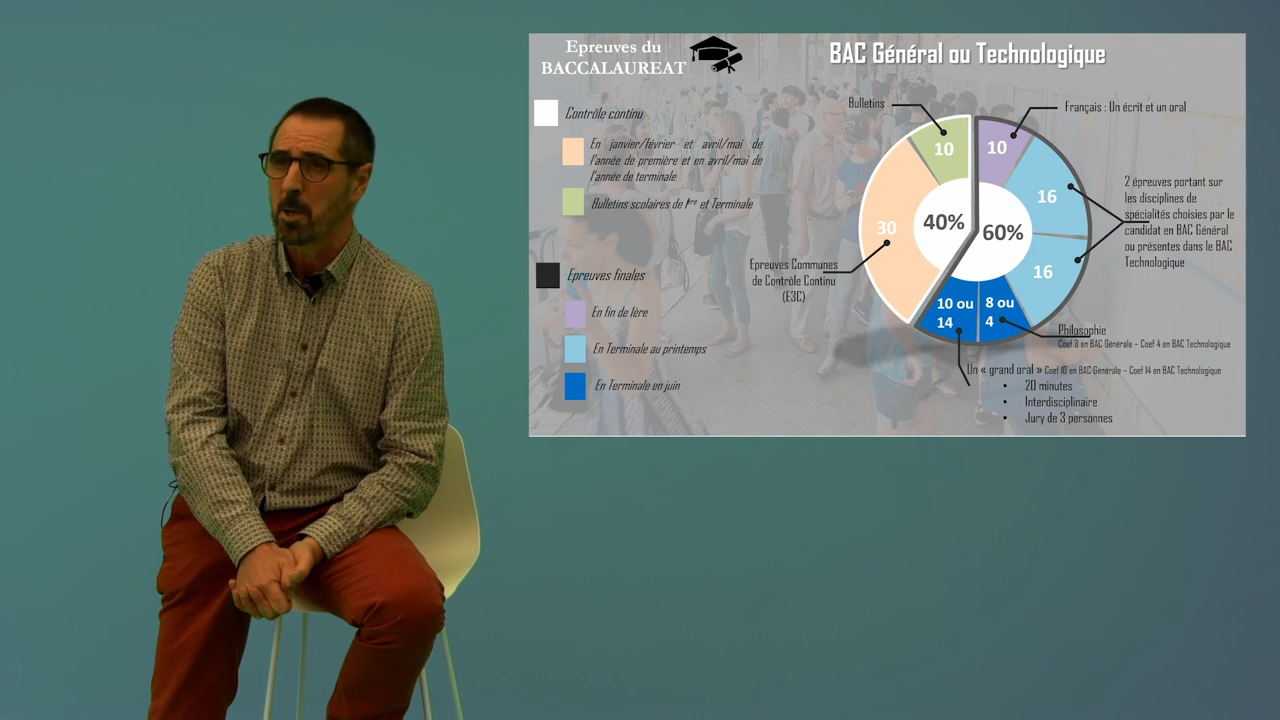 Epreuves du
BACCALAUREAT
BAC Général ou Technologique
Contrôle continu
En janvier/février et avril/mai de
l'année de première et en avril/mai de
l'année de terminale
Bulletins scolaires de 1ere et Terminale
Epreuves finales
En fin de 1ère
En Terminale au printemps
En Terminale en juin
Bulletins
Français : Un écrit et un oral
10
10
16
30
40%
60%
16
2 épreuves portant sur
les disciplines de
spécialités choisies par le
candidat en BAC Général
ou présentes dans le BAC
Technologique
Epreuves Communes
de Contrôle Continu
(E3C)
10 ou
14
8 ou
4
Philosophie
Coef 8 en BAC Générale – Coef 4 en BAC Technologique
Un « grand oral » Coef 10 en BAC Générale – Coef 14 en BAC Technologique
• 20 minutes
• Interdisciplinaire
• Jury de 3 personnes